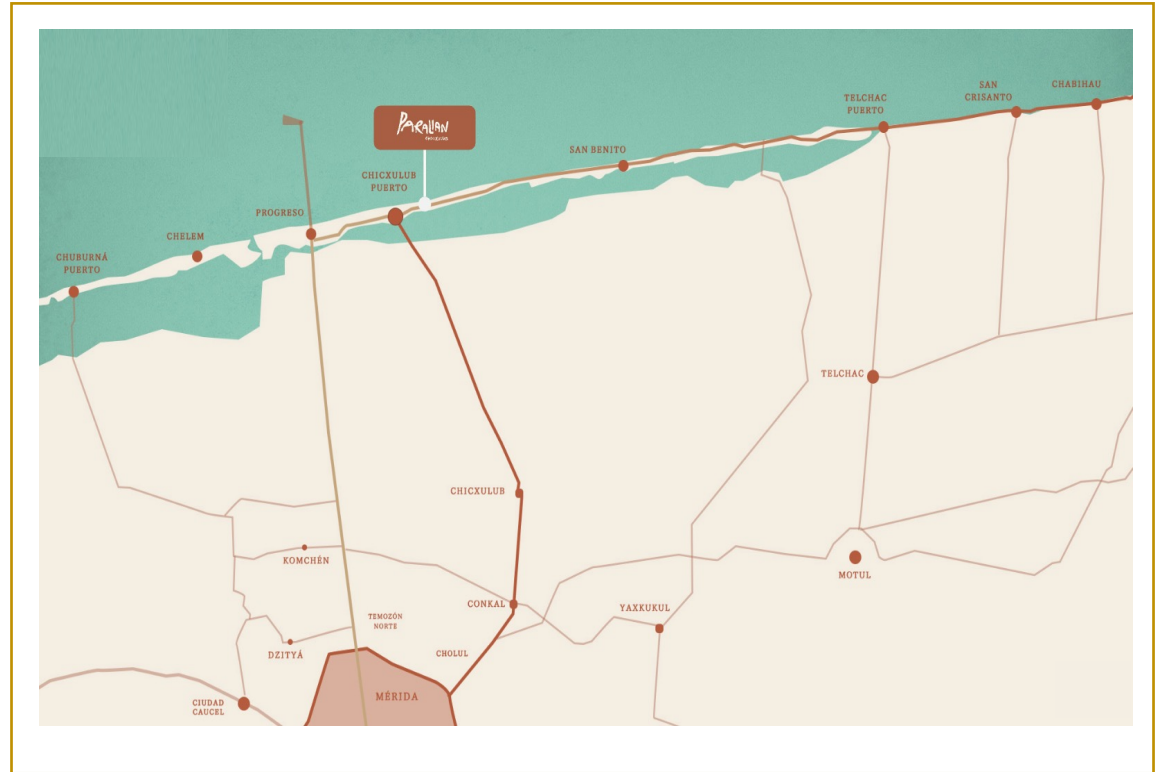 SAN
CRISANTO
CHABIHAU
TELCHAC
PUERTO
PARALIAN
SAN BENITO
CHICXULUB
PUERTO
PROGRESO
CHELEM
CHUBURNÁ
PUERTO
TELCHAC
CHICXULUB
KOMCHÉN
MOTUL
CONKAL
YAXKUKUL
TEMOZÓN
NORTE
DZITYÁ
CHOLUL
MÉRIDA
CIUDAD
CAUCEL